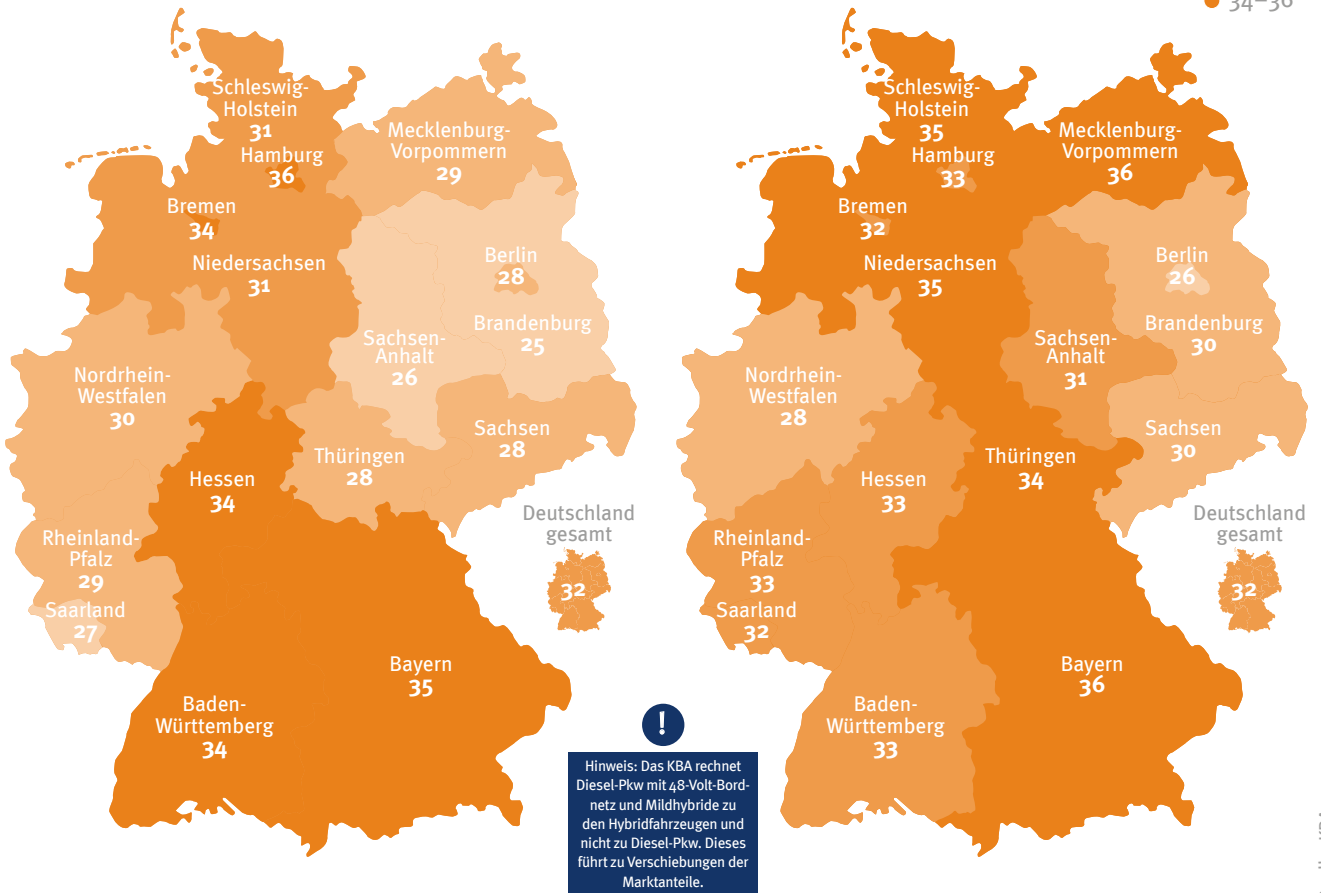 34–36
Schleswig-
Holstein
31
Mecklenburg-
Vorpommern
29
Hamburg
36
Bremen
34
Niedersachsen
31
Berlin
28
Brandenburg
25
Sachsen-
Anhalt
26
Nordrhein-
Westfalen
30
Sachsen
28
Thüringen
28
Hessen
34
Rheinland-
Pfalz
29
Saarland
27
Bayern
35
Baden-
Württemberg
34
Deutschland
gesamt
32
Schleswig-
Holstein
35
Mecklenburg-
Vorpommern
36
Hamburg
33
Bremen
32
Niedersachsen
35
Berlin
26
Brandenburg
30
Sachsen-
Anhalt
31
Nordrhein-
Westfalen
28
Sachsen
30
Thüringen
34
Hessen
33
Rheinland-
Pfalz
33
Saarland
32
Bayern
36
Baden-
Württemberg
33
Deutschland
gesamt
32
!
Hinweis: Das KBA rechnet
Diesel-Pkw mit 48-Volt-Bord-
netz und Mildhybride zu
den Hybridfahrzeugen und
nicht zu Diesel-Pkw. Dieses
führt zu Verschiebungen der
Marktanteile.